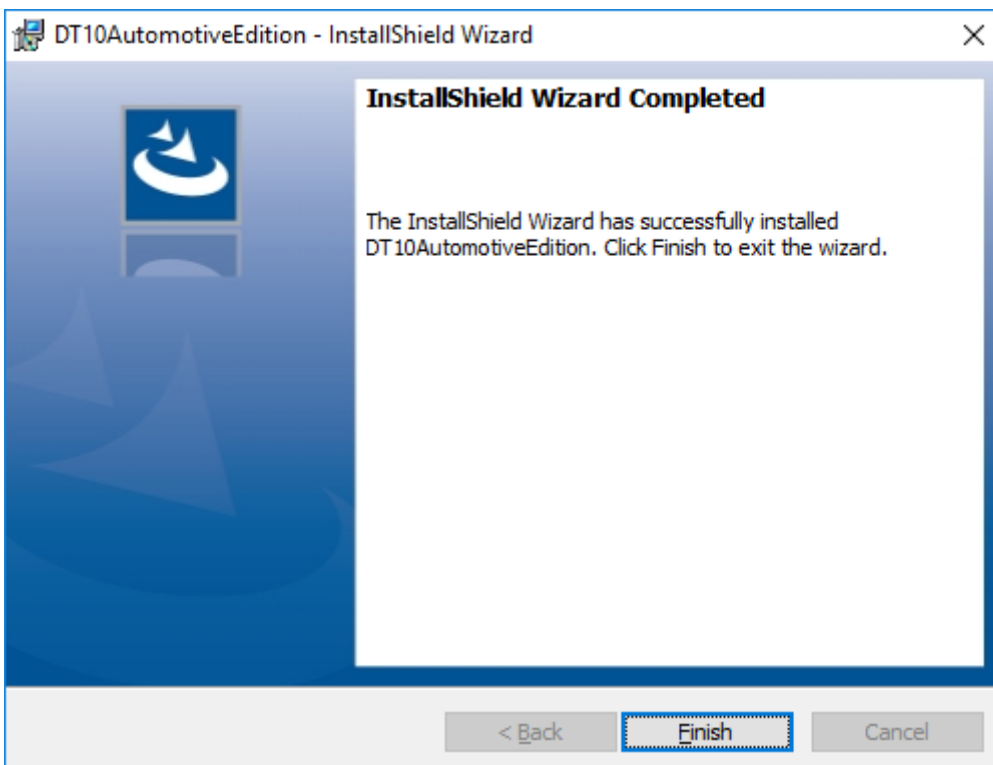 DT10AutomotiveEdition - InstallShield Wizard
InstallShield Wizard Completed
The InstallShield Wizard has successfully installed
DT10AutomotiveEdition. Click Finish to exit the wizard.
< Back
Finish
Cancel